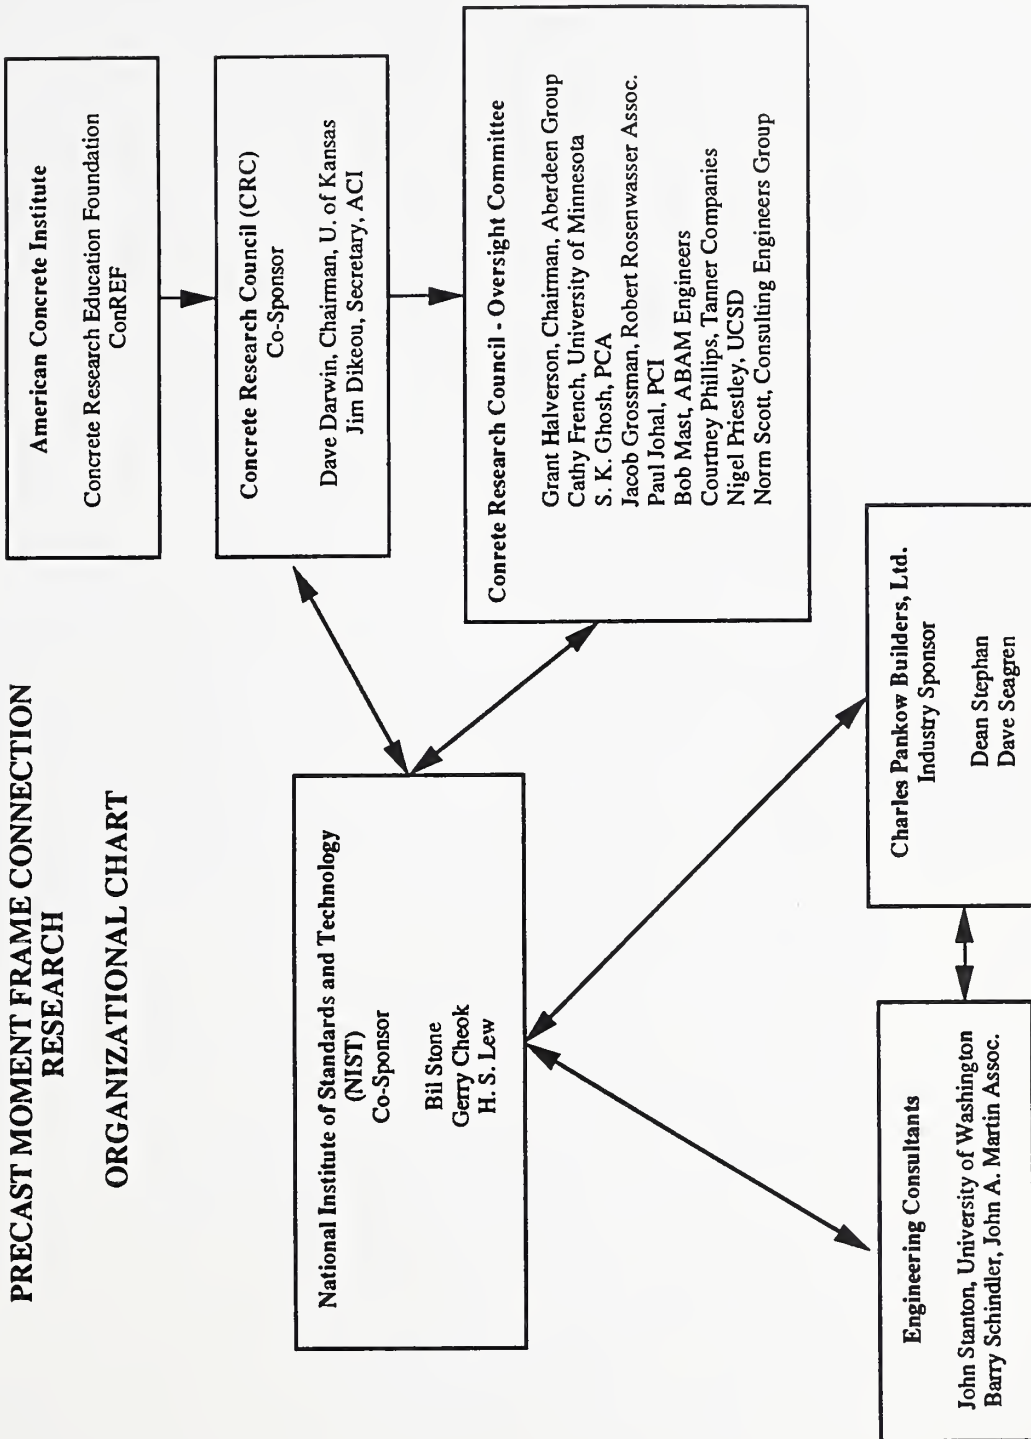 PRECAST MOMENT FRAME CONNECTION
RESEARCH
ORGANIZATIONAL CHART
American Concrete Institute
Concrete Research Education Foundation
ConREF
Concrete Research Council (CRC)
Co-Sponsor
Dave Darwin, Chairman, U. of Kansas
Jim Dikeou, Secretary, ACI
Conrete Research Council - Oversight Committee
Grant Halverson, Chairman, Aberdeen Group
Cathy French, University of Minnesota
S. K. Ghosh, PCA
Jacob Grossman, Robert Rosenwasser Assoc.
Paul Johal, PCI
Bob Mast, ABAM Engineers
Courtney Phillips, Tanner Companies
Nigel Priestley, UCSD
Norm Scott, Consulting Engineers Group
National Institute of Standards and Technology
(NIST)
Co-Sponsor
Bil Stone
Gerry Cheok
H. S. Lew
Engineering Consultants
John Stanton, University of Washington
Barry Schindler, John A. Martin Assoc.
Charles Pankow Builders, Ltd.
Industry Sponsor
Dean Stephan
Dave Seagren